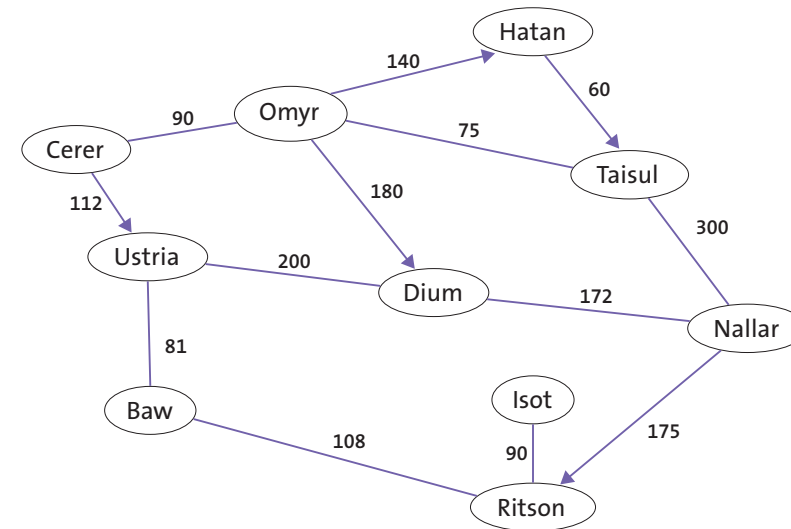 Hatan
140
60
Omyr
90
75
Cerer
Taisul
180
112
300
Ustria
200
Dium
172
Nallar
81
Isot
Baw
175
108
90
Ritson